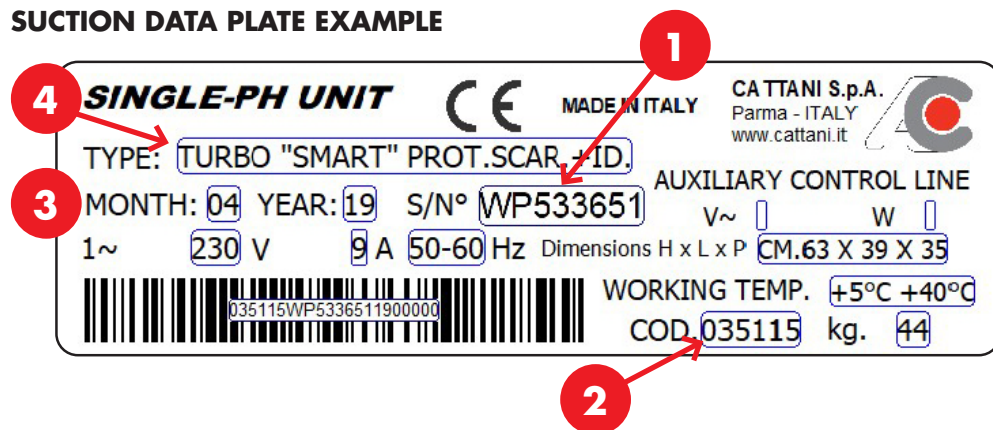 SUCTION DATA PLATE EXAMPLE
1
4
SINGLE-PH UNIT CE MADE IN ITALY
CATTANI S.p.A.
Parma - ITALY
www.cattani.it
TYPE: TURBO "SMART" PROT.SCAR.+ID.
3
MONTH: 04 YEAR: 19 S/N° WP533651
AUXILIARY CONTROL LINE
V~ W
1~ 230 V 9 A 50-60 Hz Dimensions H x L x P CM.63 X 39 X 35
035115WP5336511900000
WORKING TEMP. +5°C +40°C
COD. 035115 kg. 44
2